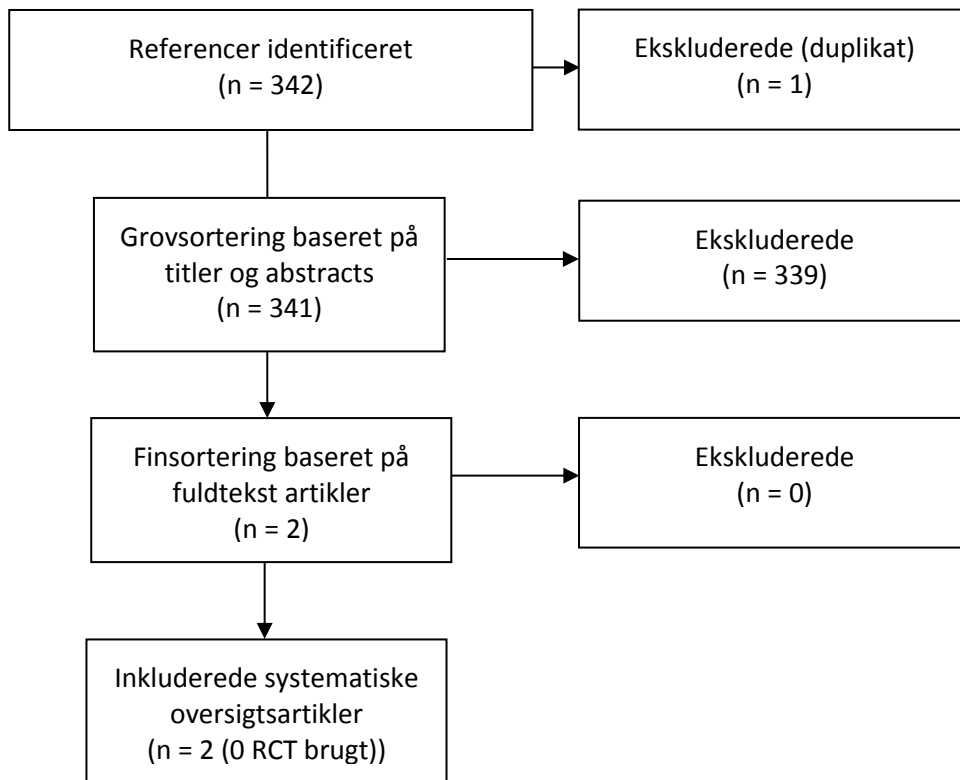 Referencer identificeret
(n = 342)
Ekskluderede (duplikat)
(n = 1)
Grovsortering baseret på
titler og abstracts
(n = 341)
Ekskluderede
(n = 339)
Finsortering baseret på
fuldtekst artikler
(n = 2)
Ekskluderede
(n = 0)
Inkluderede systematiske
oversigtsartikler
(n = 2 (0 RCT brugt))